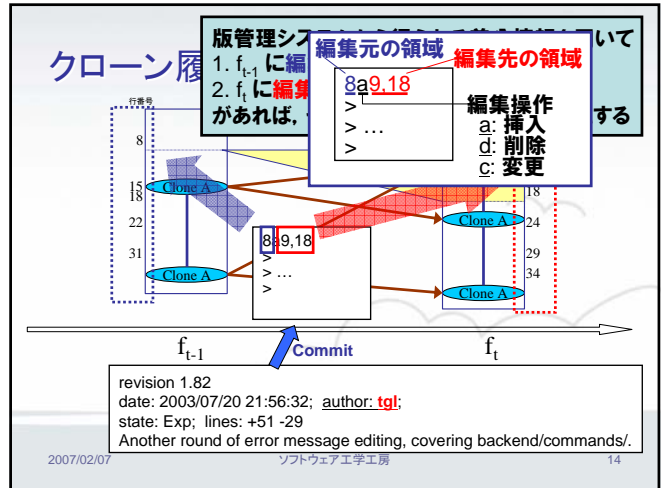 クローン履
版管理シス
いて
1. ft-1 に編
2. ft に編集
があれば,
する
編集元の領域
編集先の領域
8a9,18
>
> …
>
編集操作
a: 挿入
d: 削除
c: 変更
行番号
8
15
18
22
31
Clone A
Clone A
18
24
29
34
Clone A
Clone A
8a9,18
>
> …
>
ft-1
Commit
ft
revision 1.82
date: 2003/07/20 21:56:32; author: tgl;
state: Exp; lines: +51 -29
Another round of error message editing, covering backend/commands/.
2007/02/07
ソフトウェア工学工房
14